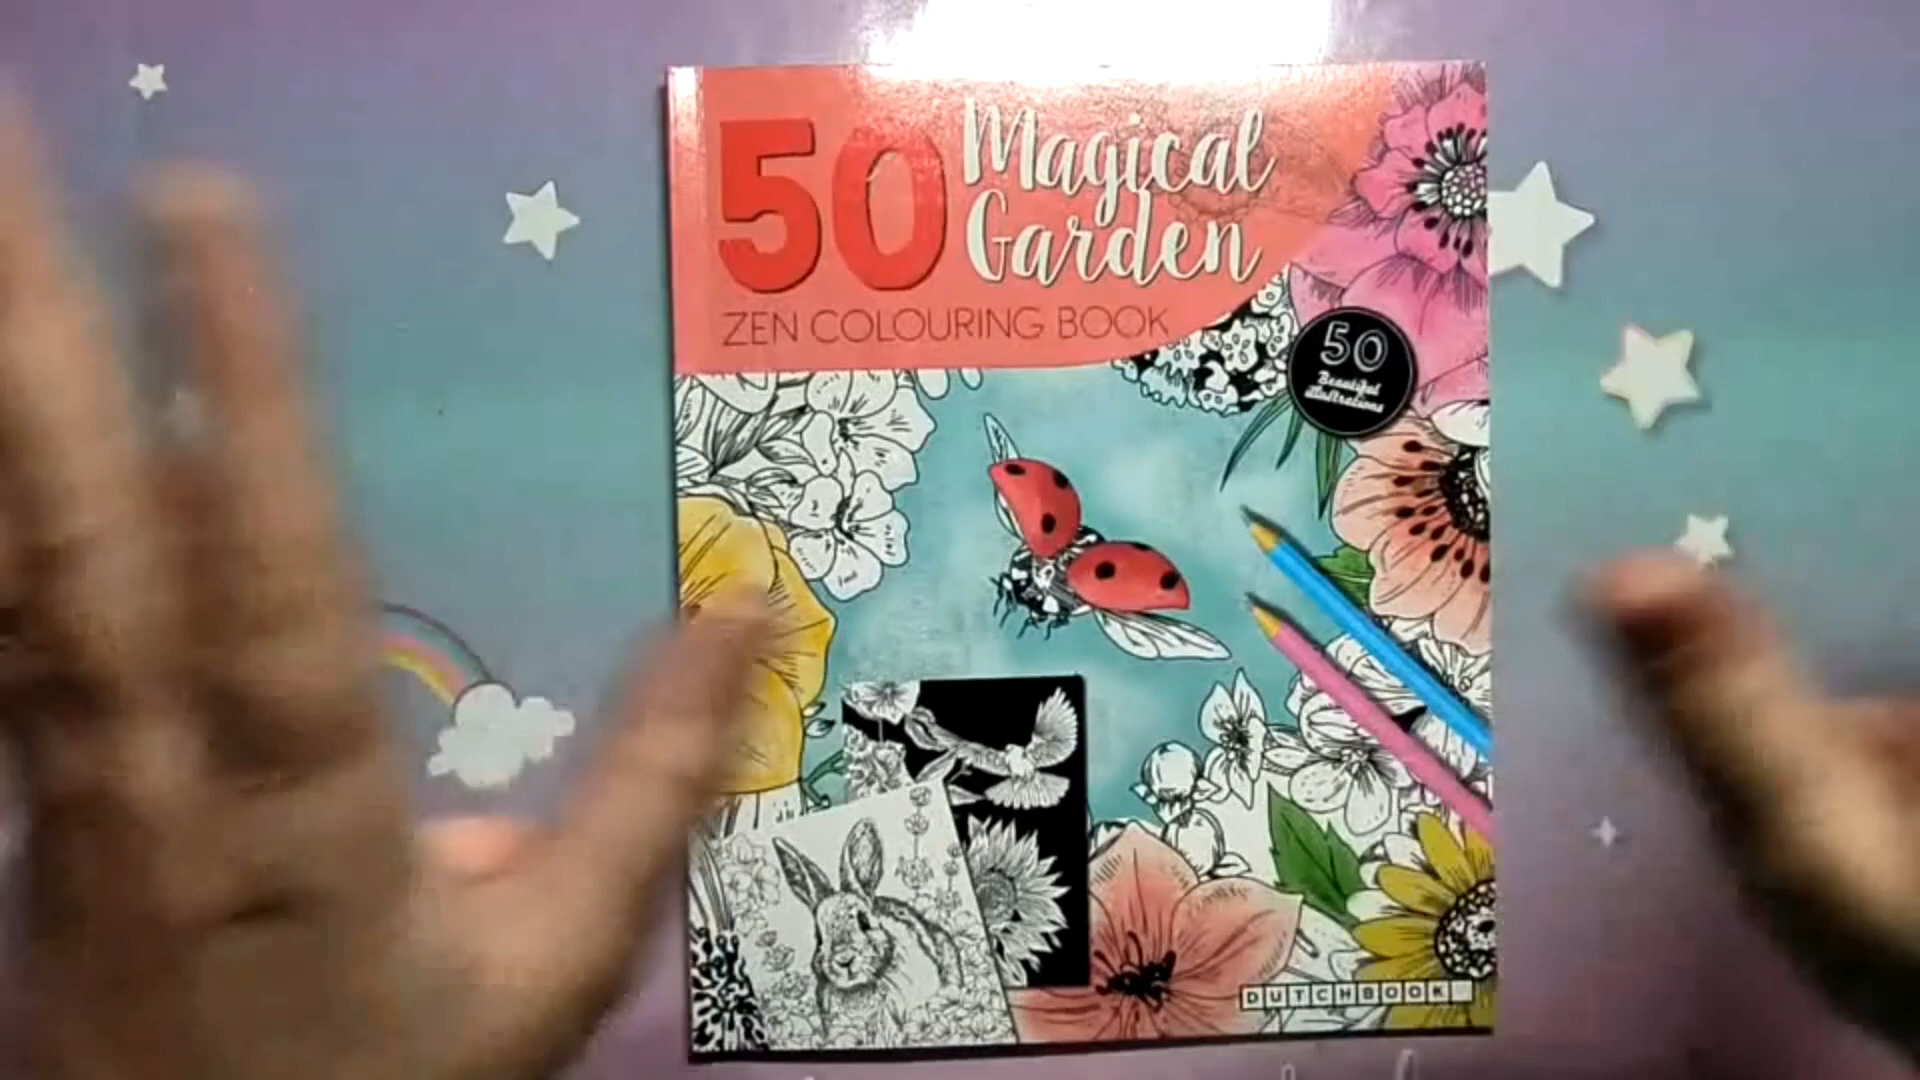 50
Magical
Garden
ZEN COLOURING BOOK
50
Beautiful
illustrations
DUTCHBOOK